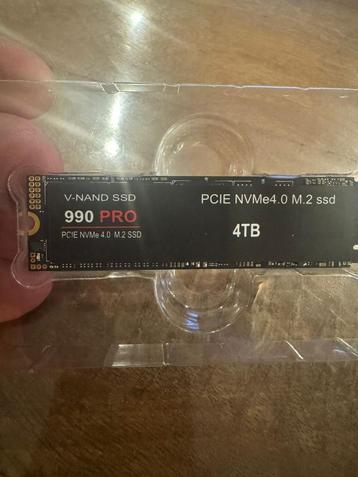 V-NAND SSD
990 PRO
PCIE NVMe 4.0 M.2 SSD
PCIE NVMe4.0 M.2 ssd
4TB